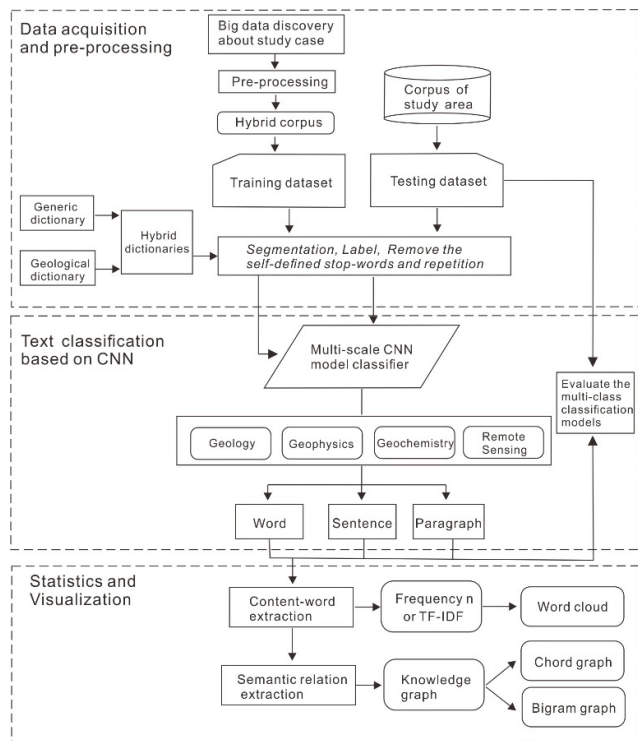 Data acquisition
and pre-processing
Big data discovery
about study case
Pre-processing
Hybrid corpus
Corpus of
study area
Training dataset
Testing dataset
Generic
dictionary
Hybrid
dictionaries
Geological
dictionary
Segmentation, Label, Remove the
self-defined stop-words and repetition
Text classification
based on CNN
Multi-scale CNN
model classifier
Evaluate the
multi-class
classification
models
Geology
Geophysics
Geochemistry
Remote
Sensing
Word
Sentence
Paragraph
Statistics and
Visualization
Content-word
extraction
Frequency n
or TF-IDF
Word cloud
Semantic relation
extraction
Knowledge
graph
Chord graph
Bigram graph